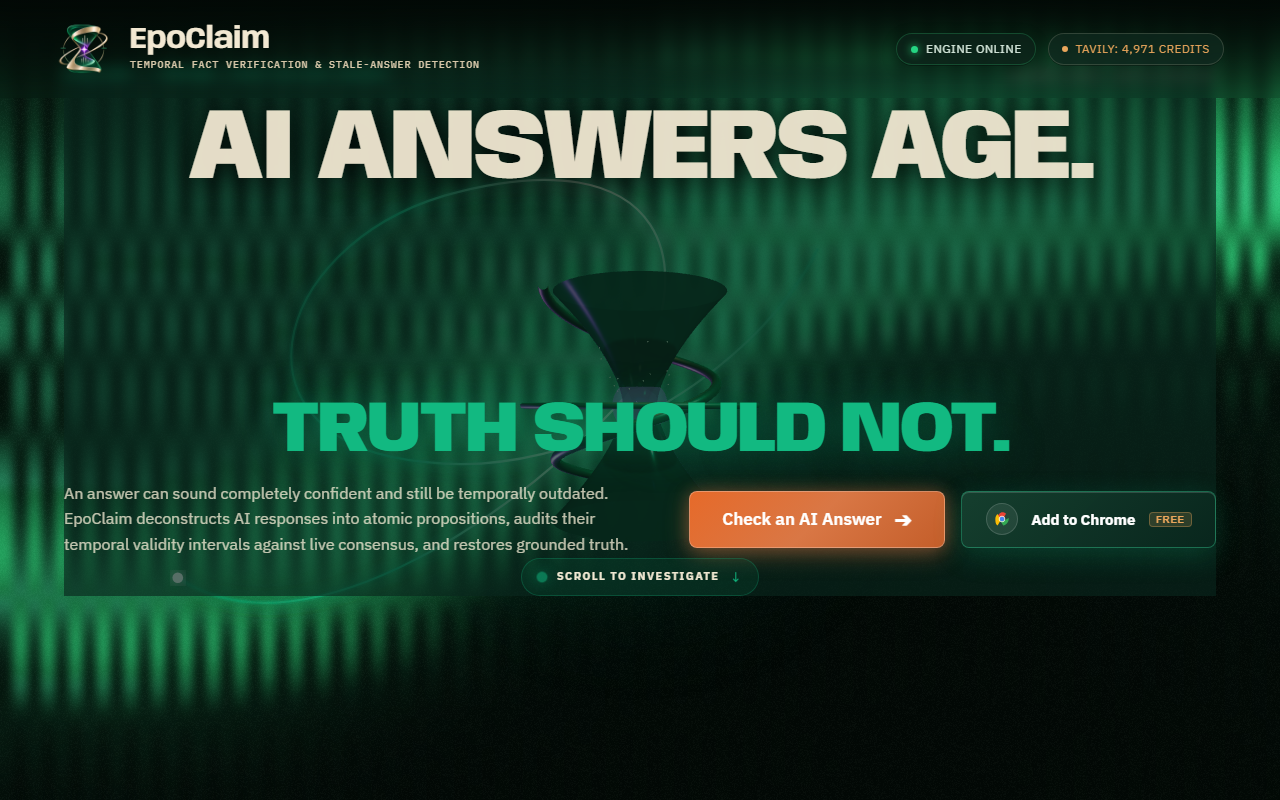 EpoClaim
TEMPORAL FACT VERIFICATION & STALE-ANSWER DETECTION
ENGINE ONLINE
TAVILY: 4,971 CREDITS
AI ANSWERS AGE.
TRUTH SHOULD NOT.
An answer can sound completely confident and still be temporally outdated.
EpoClaim deconstructs AI responses into atomic propositions, audits their
temporal validity intervals against live consensus, and restores grounded truth.
Check an AI Answer ➔
Add to Chrome FREE
SCROLL TO INVESTIGATE ↓